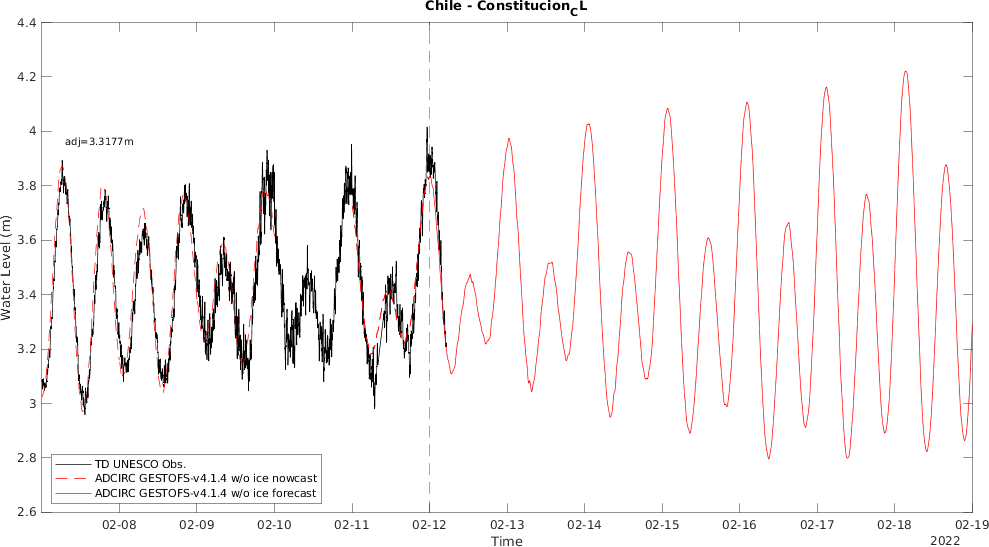 Chile - Constitucion_CL
4.4
4.2
4
3.8
3.6
3.4
3.2
3
2.8
2.6
Water Level (m)
adj=3.3177m
TD UNESCO Obs.
ADCIRC GESTOFS-v4.1.4 w/o ice nowcast
ADCIRC GESTOFS-v4.1.4 w/o ice forecast
02-08 02-09 02-10 02-11 02-12 02-13 02-14 02-15 02-16 02-17 02-18 02-19
Time
2022